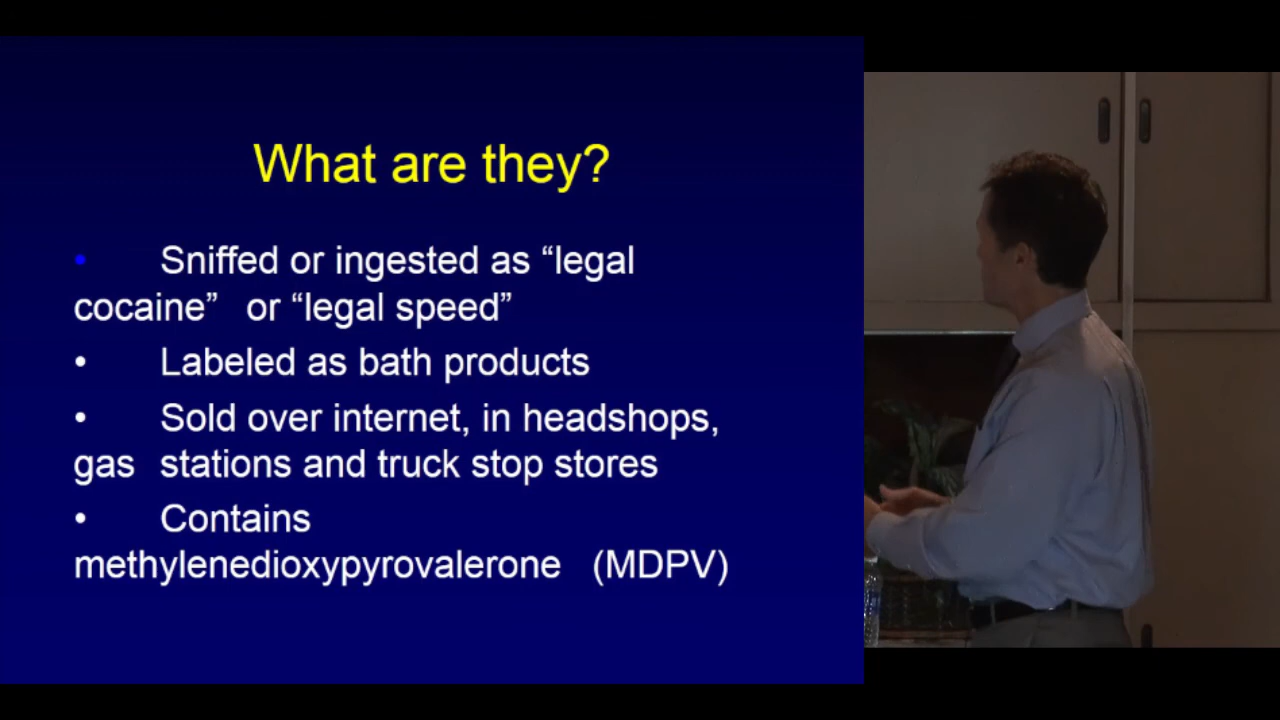 What are they?
• Sniffed or ingested as “legal
cocaine” or “legal speed”
• Labeled as bath products
• Sold over internet, in headshops,
gas stations and truck stop stores
• Contains
methylenedioxypyrovalerone (MDPV)